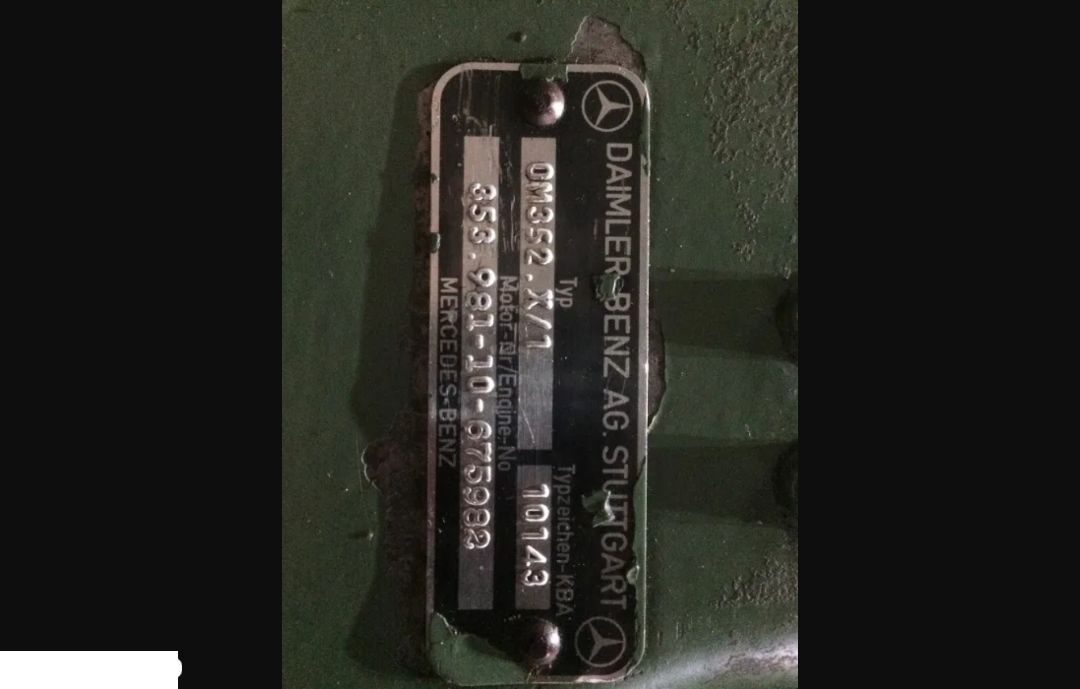 DAIMLER-BENZ AG. STUTTGART
Typ
Typzeichen-KBA
OM352.X/1
10143
Motor-Nr/Engine-No
353.981-10-675982
MERCEDES-BENZ